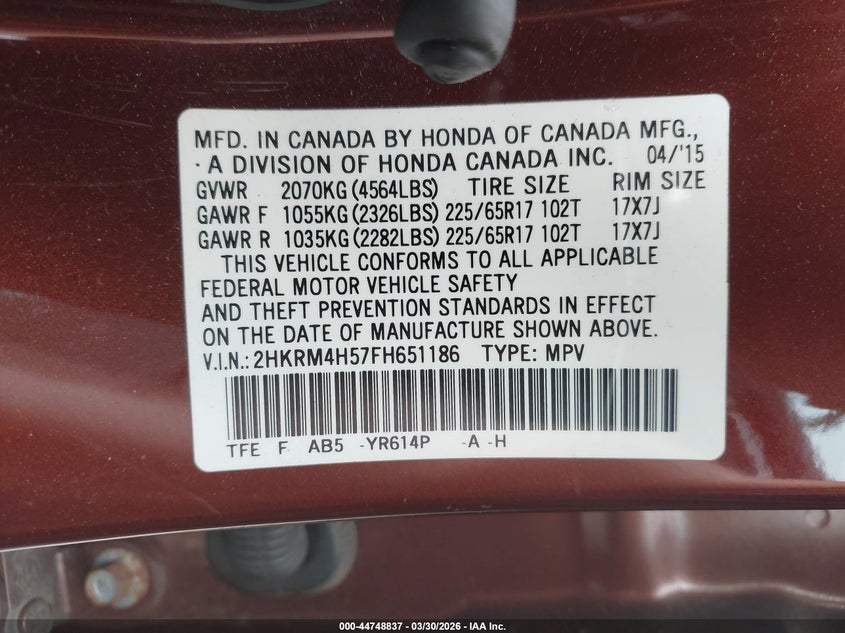 MFD. IN CANADA BY HONDA OF CANADA MFG.,
· A DIVISION OF HONDA CANADA INC. 04/'15
GVWR 2070KG (4564LBS) TIRE SIZE RIM SIZE
GAWR F 1055KG (2326LBS) 225/65R17 102T 17X7J
GAWR R 1035KG (2282LBS) 225/65R17 102T 17X7J
THIS VEHICLE CONFORMS TO ALL APPLICABLE
FEDERAL MOTOR VEHICLE SAFETY
AND THEFT PREVENTION STANDARDS IN EFFECT
ON THE DATE OF MANUFACTURE SHOWN ABOVE.
V.I.N.: 2HKRM4H57FH651186 TYPE: MPV
TFE F AB5 -YR614P -A -H
000-44748837 - 03/30/2026 - IAA Inc.